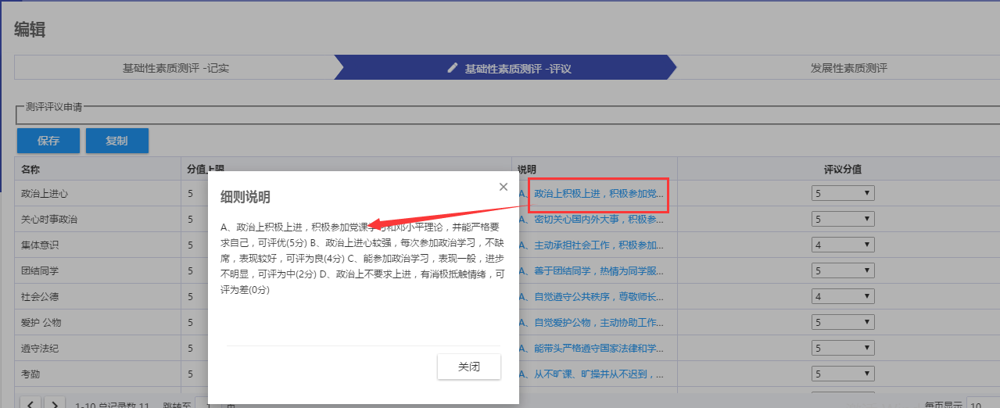 编辑
基础性素质测评 -记实
基础性素质测评 -评议
发展性素质测评
测评评议申请
保存 复制
名称 分值上限 说明 评议分值
政治上进心 5 A、政治上积极上进，积极参加党... 5
关心时事政治 5 A、密切关心国内外大事，积极参... 5
集体意识 5 A、主动承担社会工作，积极参加... 4
团结同学 5 A、善于团结同学，热情为同学服... 5
社会公德 5 A、自觉遵守公共秩序，尊敬师长... 4
爱护 公物 5 A、自觉爱护公物，主动协助工作... 5
遵守法纪 5 A、能带头严格遵守国家法律和学... 5
考勤 5 A、从不旷课、旷操并从不迟到，... 5
细则说明
A、政治上积极上进，积极参加党课学习和邓小平理论，并能严格要
求自己，可评优(5分) B、政治上进心较强，每次参加政治学习，不缺
席，表现较好，可评为良(4分) C、能参加政治学习，表现一般，进步
不明显，可评为中(2分) D、政治上不要求上进，有消极抵触情绪，可
评为差(0分)
关闭
1-10 总记录数 11 跳转至 1 页 每页显示 10